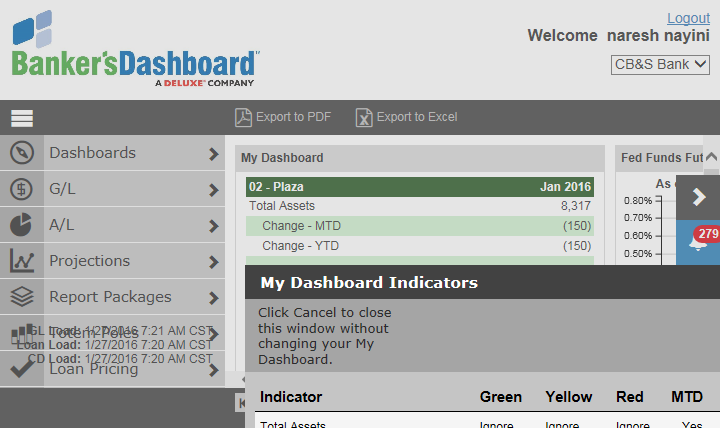 Logout
Welcome naresh nayini
Banker'sDashboard™
A DELUXE® COMPANY
CB&S Bank
Export to PDF
Export to Excel
Dashboards
G/L
A/L
Projections
Report Packages
Totem Poles
Loan Pricing
GL Load: 1/27/2016 7:21 AM CST
Loan Load: 1/27/2016 7:20 AM CST
CD Load: 1/27/2016 7:20 AM CST
My Dashboard
02 - Plaza Jan 2016
Total Assets 8,317
Change - MTD (150)
Change - YTD (150)
Fed Funds Fut
As
0.80%
0.70%
0.60%
0.50%
279
My Dashboard Indicators
Click Cancel to close
this window without
changing your My
Dashboard.
Indicator Green Yellow Red MTD
Total Assets Ignore Ignore Ignore Yes